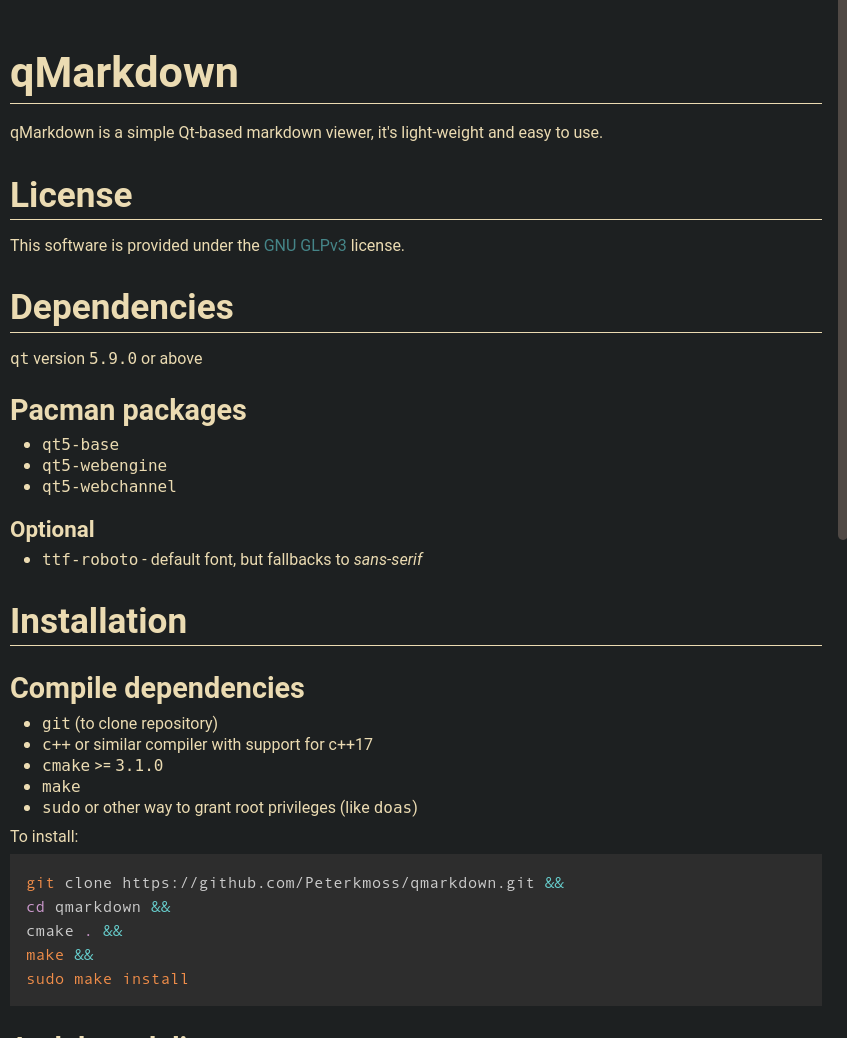 qMarkdown
qMarkdown is a simple Qt-based markdown viewer, it's light-weight and easy to use.
License
This software is provided under the GNU GLPv3 license.
Dependencies
qt version 5.9.0 or above
Pacman packages
qt5-base
qt5-webengine
qt5-webchannel
Optional
ttf-roboto - default font, but fallbacks to sans-serif
Installation
Compile dependencies
git (to clone repository)
c++ or similar compiler with support for c++17
cmake >= 3.1.0
make
sudo or other way to grant root privileges (like doas)
To install:
git clone https://github.com/Peterkmoss/qmarkdown.git &&
cd qmarkdown &&
cmake . &&
make &&
sudo make install